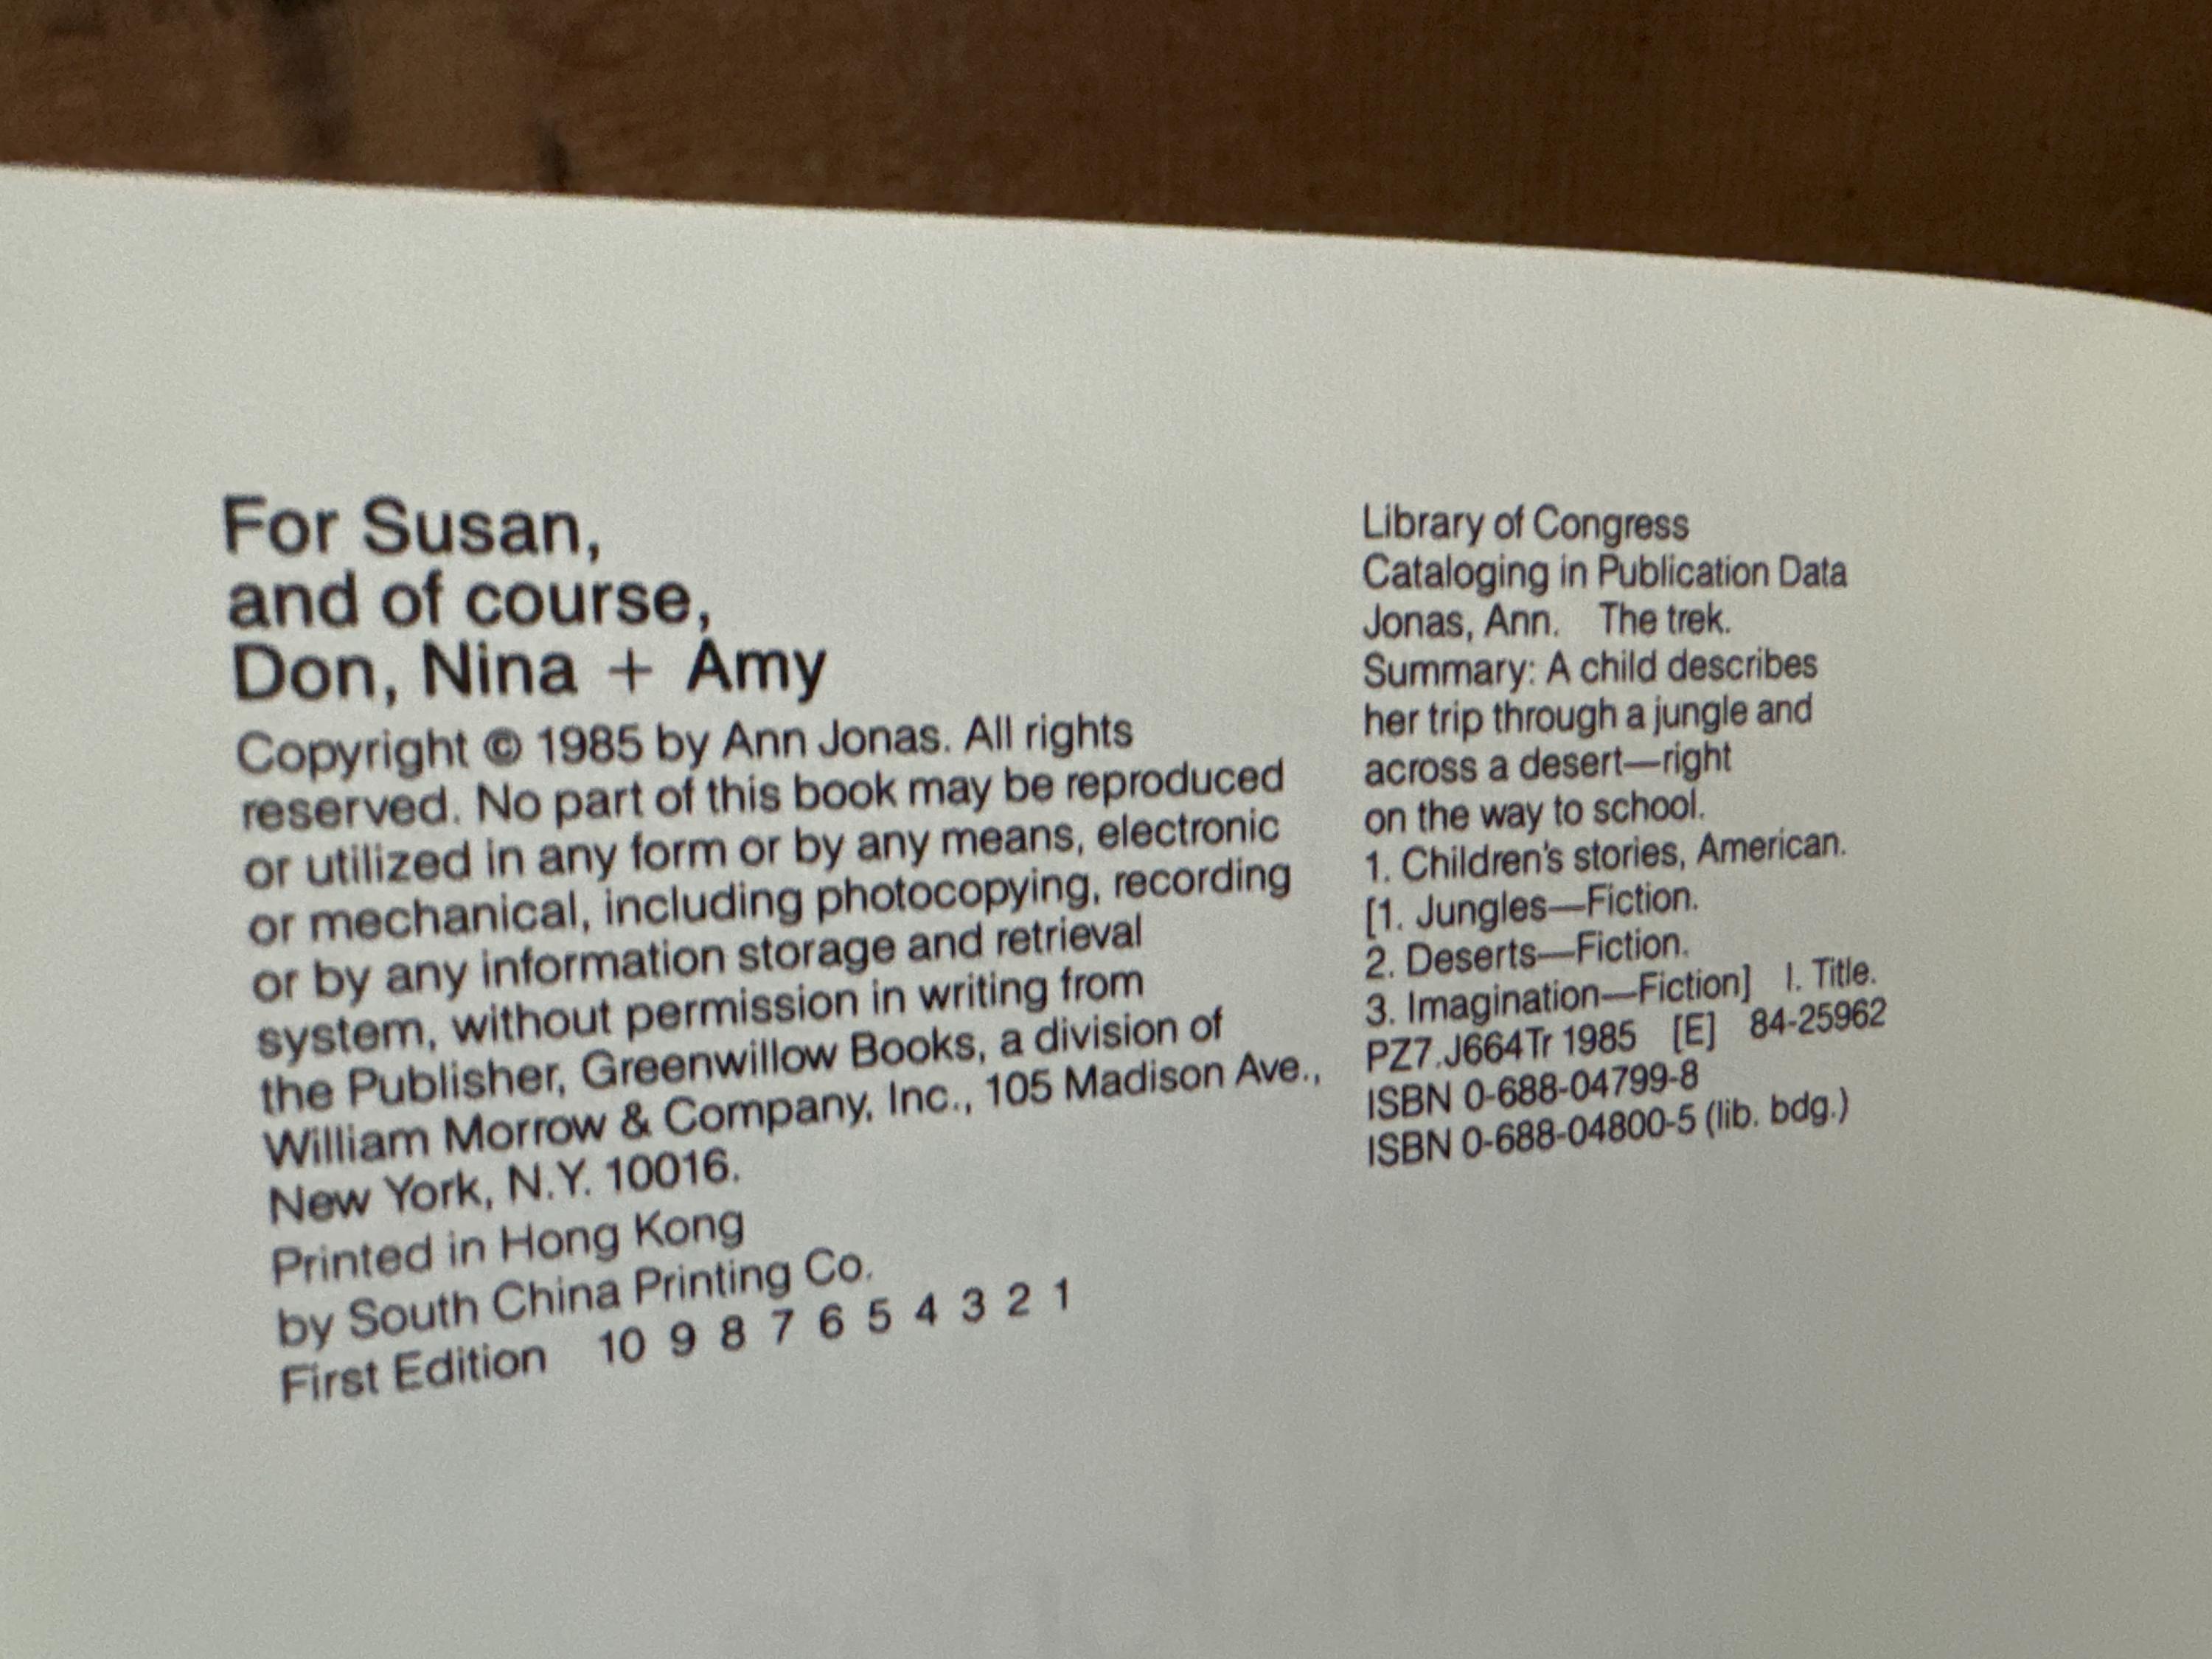 For Susan,
and of course,
Don, Nina + Amy
Copyright © 1985 by Ann Jonas. All rights
reserved. No part of this book may be reproduced
or utilized in any form or by any means, electronic
or mechanical, including photocopying, recording
or by any information storage and retrieval
system, without permission in writing from
the Publisher, Greenwillow Books, a division of
William Morrow & Company, Inc., 105 Madison Ave.,
New York, N.Y. 10016.
Printed in Hong Kong
by South China Printing Co.
First Edition 10 9 8 7 6 5 4 3 2 1
Library of Congress
Cataloging in Publication Data
Jonas, Ann. The trek.
Summary: A child describes
her trip through a jungle and
across a desert—right
on the way to school.
1. Children's stories, American.
[1. Jungles—Fiction.
2. Deserts—Fiction.
3. Imagination—Fiction] I. Title.
PZ7.J664Tr 1985 [E] 84-25962
ISBN 0-688-04799-8
ISBN 0-688-04800-5 (lib. bdg.)